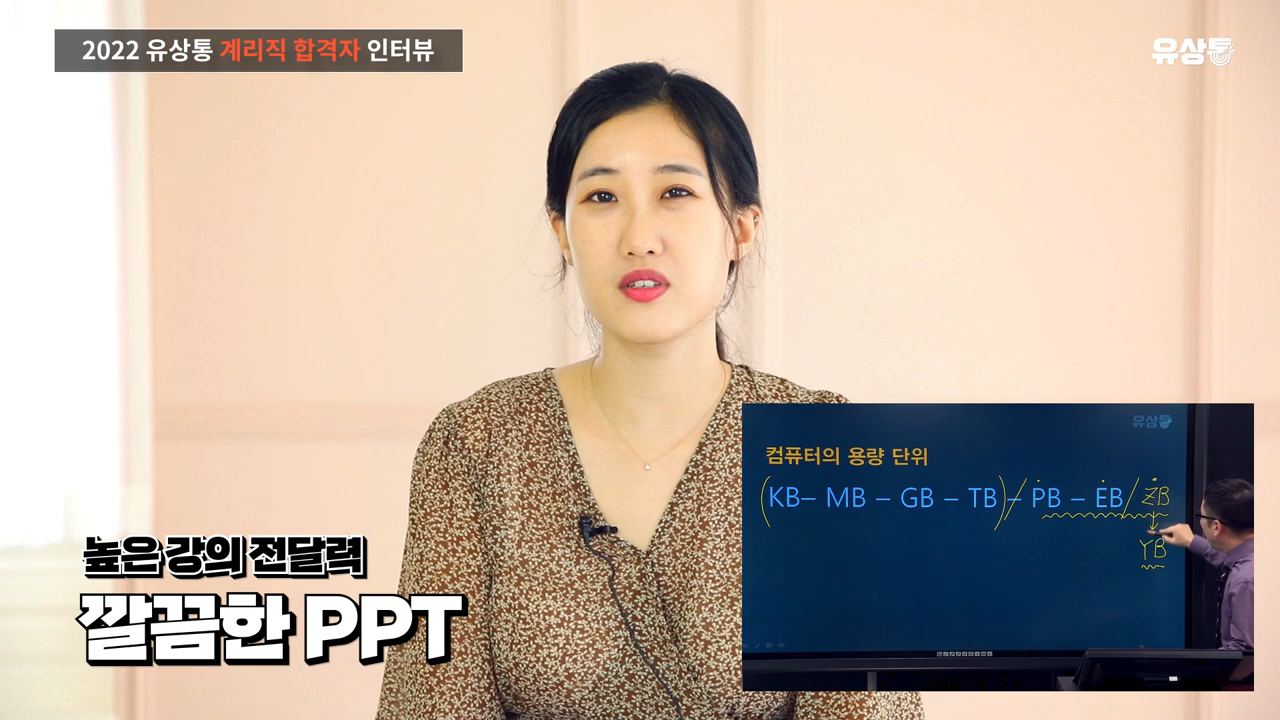 2022 유상통 계리직 합격자 인터뷰
유상통
유상통
컴퓨터의 용량 단위
(KB– MB – GB – TB)–/ PB – EB/ ZB
YB
높은 강의 전달력
깔끔한 PPT